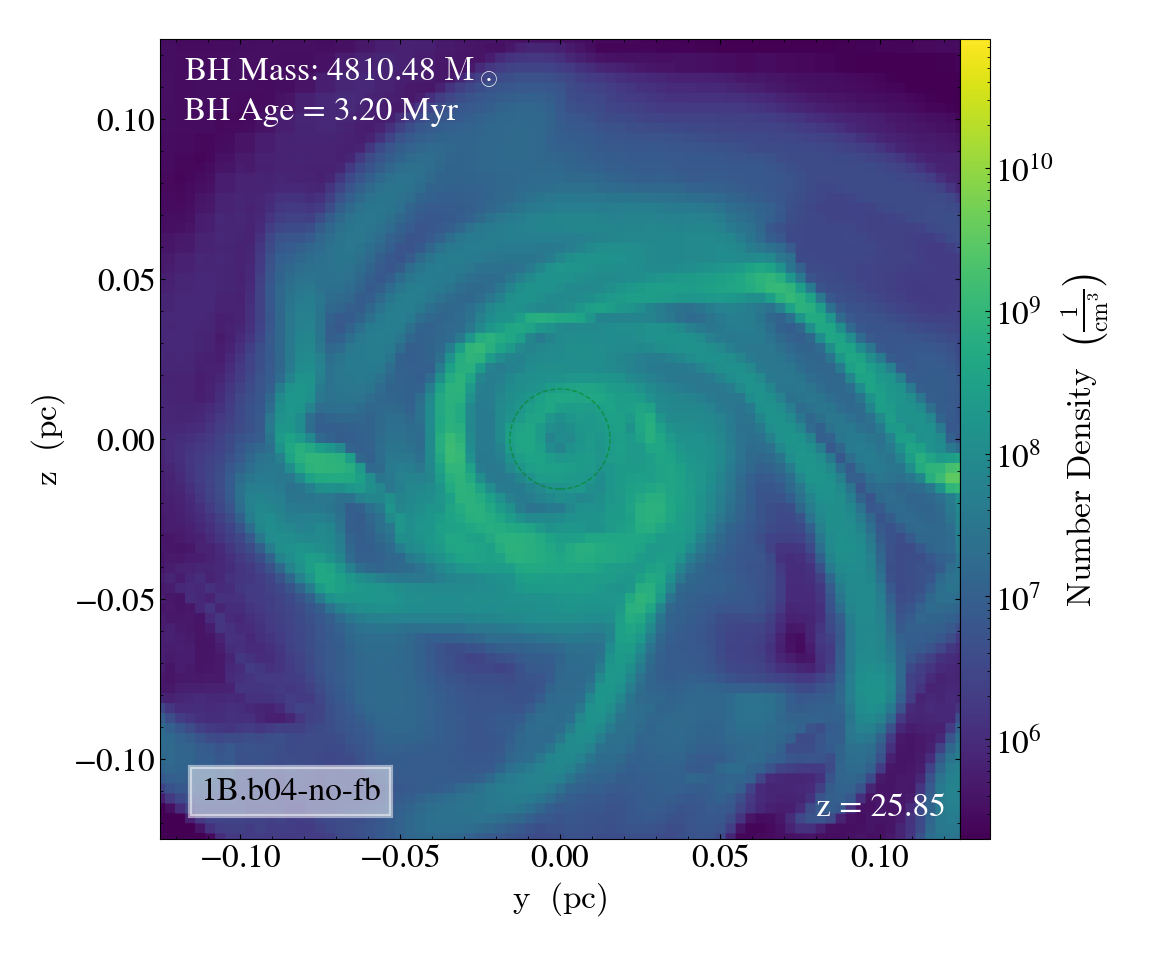 BH Mass: 4810.48 M⊙
BH Age = 3.20 Myr
0.10
0.05
0.00
−0.05
−0.10
z (pc)
1B.b04-no-fb
z = 25.85
−0.10 −0.05 0.00 0.05 0.10
y (pc)
10¹⁰
10⁹
10⁸
10⁷
10⁶
Number Density (1/cm³)